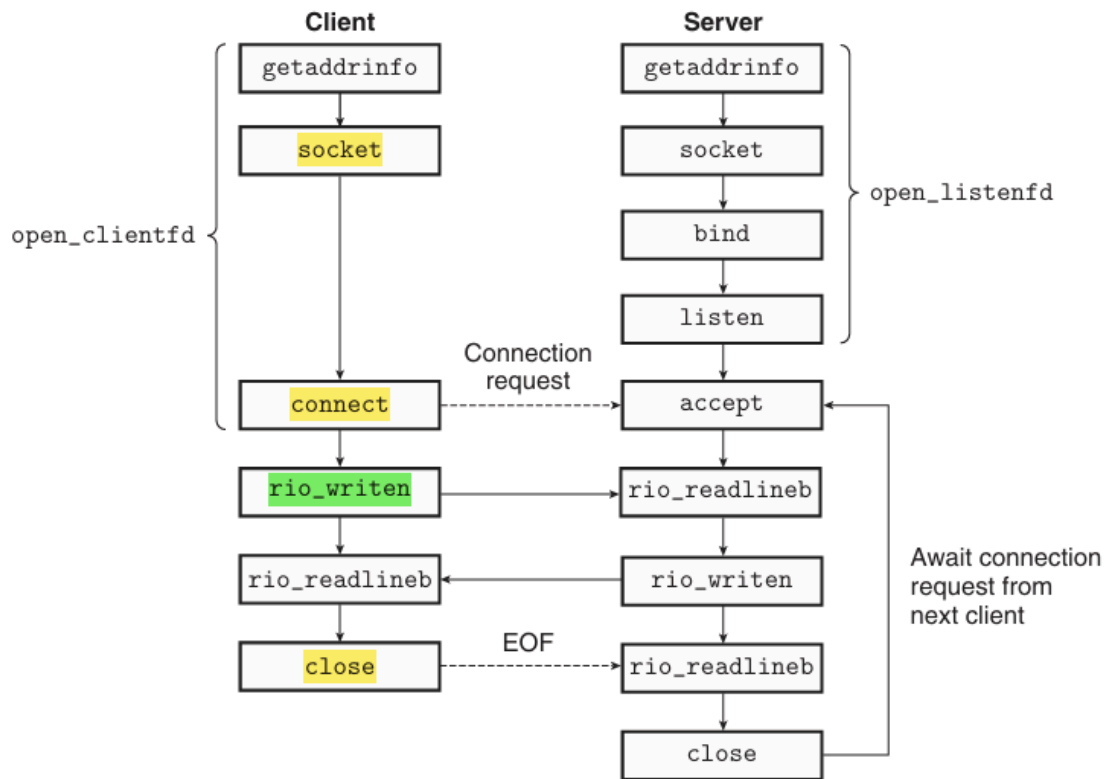 Client
Server
getaddrinfo
getaddrinfo
socket
socket
open_clientfd
open_listenfd
bind
listen
Connection
request
connect
accept
rio_writen
rio_readlineb
rio_readlineb
rio_writen
Await connection
request from
next client
close
EOF
rio_readlineb
close